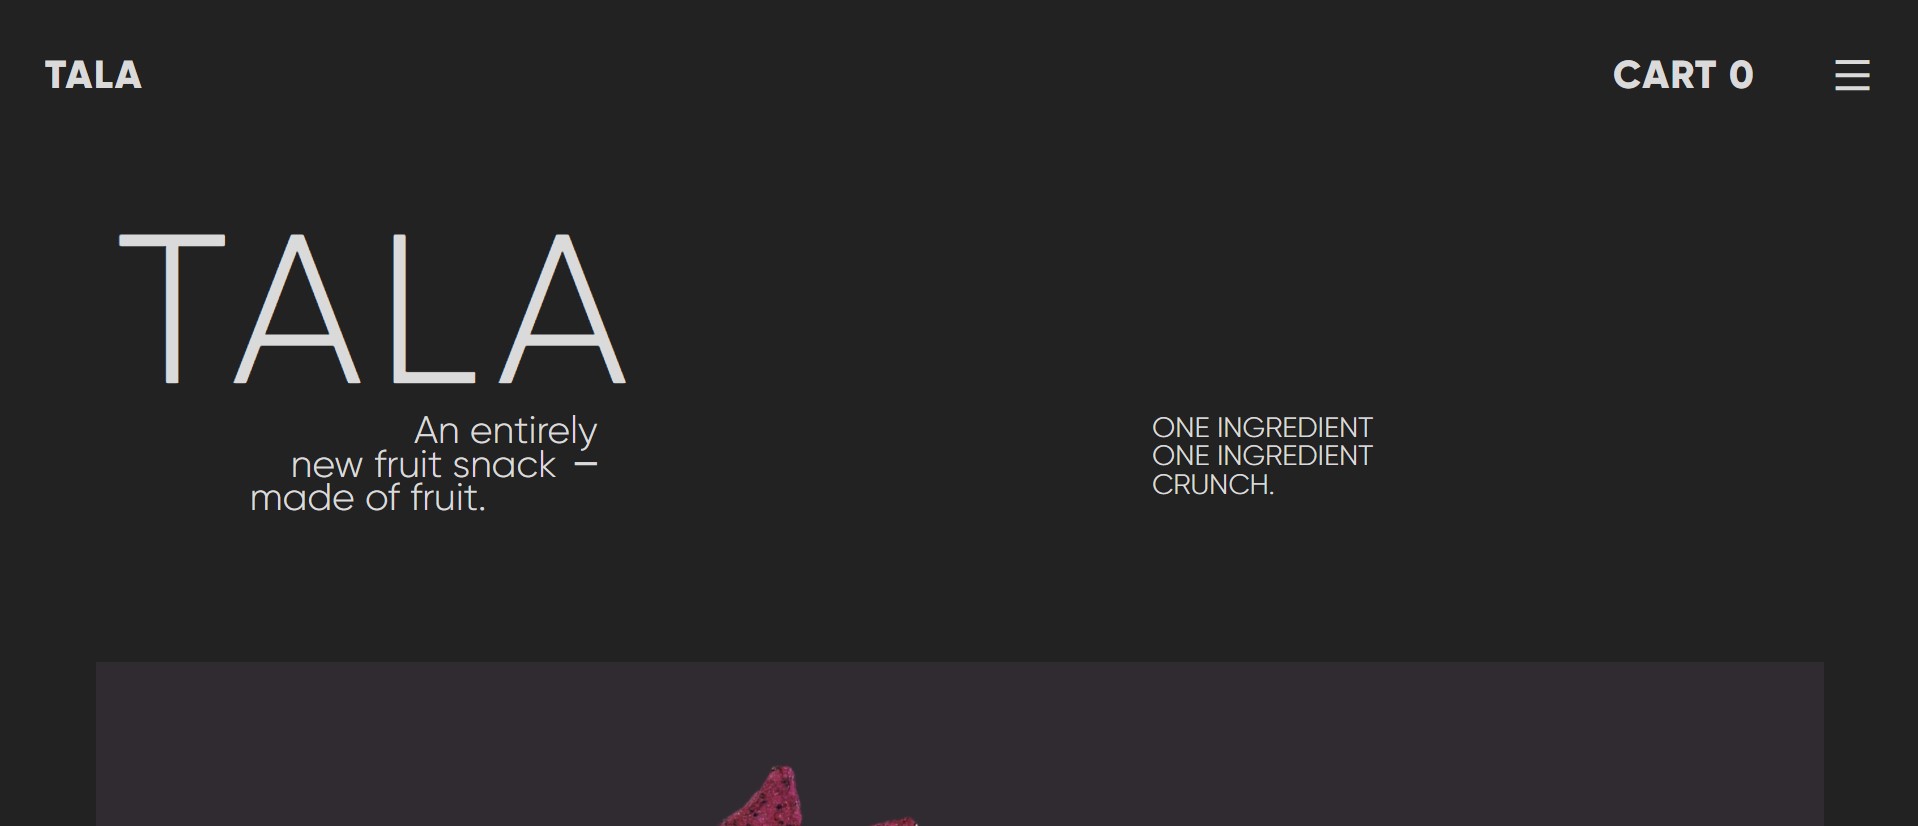 TALA
CART 0
TALA
An entirely
new fruit snack –
made of fruit.
ONE INGREDIENT
ONE INGREDIENT
CRUNCH.